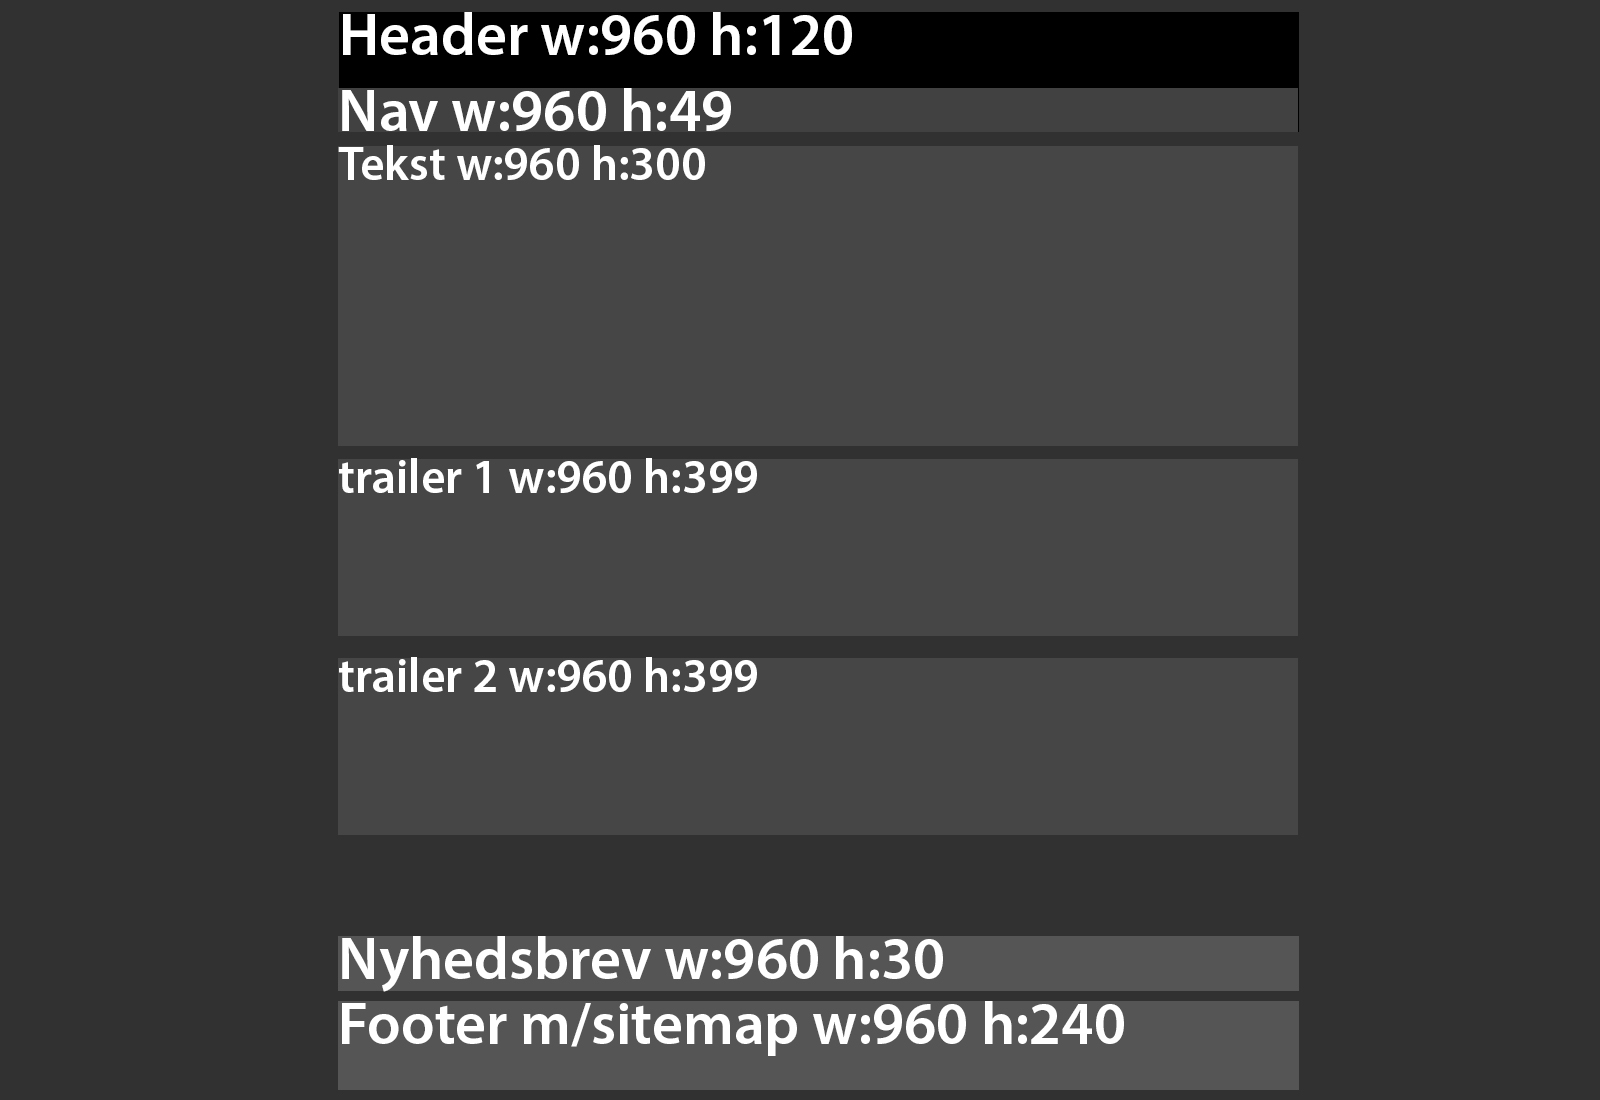 Header w:960 h:120
Nav w:960 h:49
Tekst w:960 h:300
trailer 1 w:960 h:399
trailer 2 w:960 h:399
Nyhedsbrev w:960 h:30
Footer m/sitemap w:960 h:240